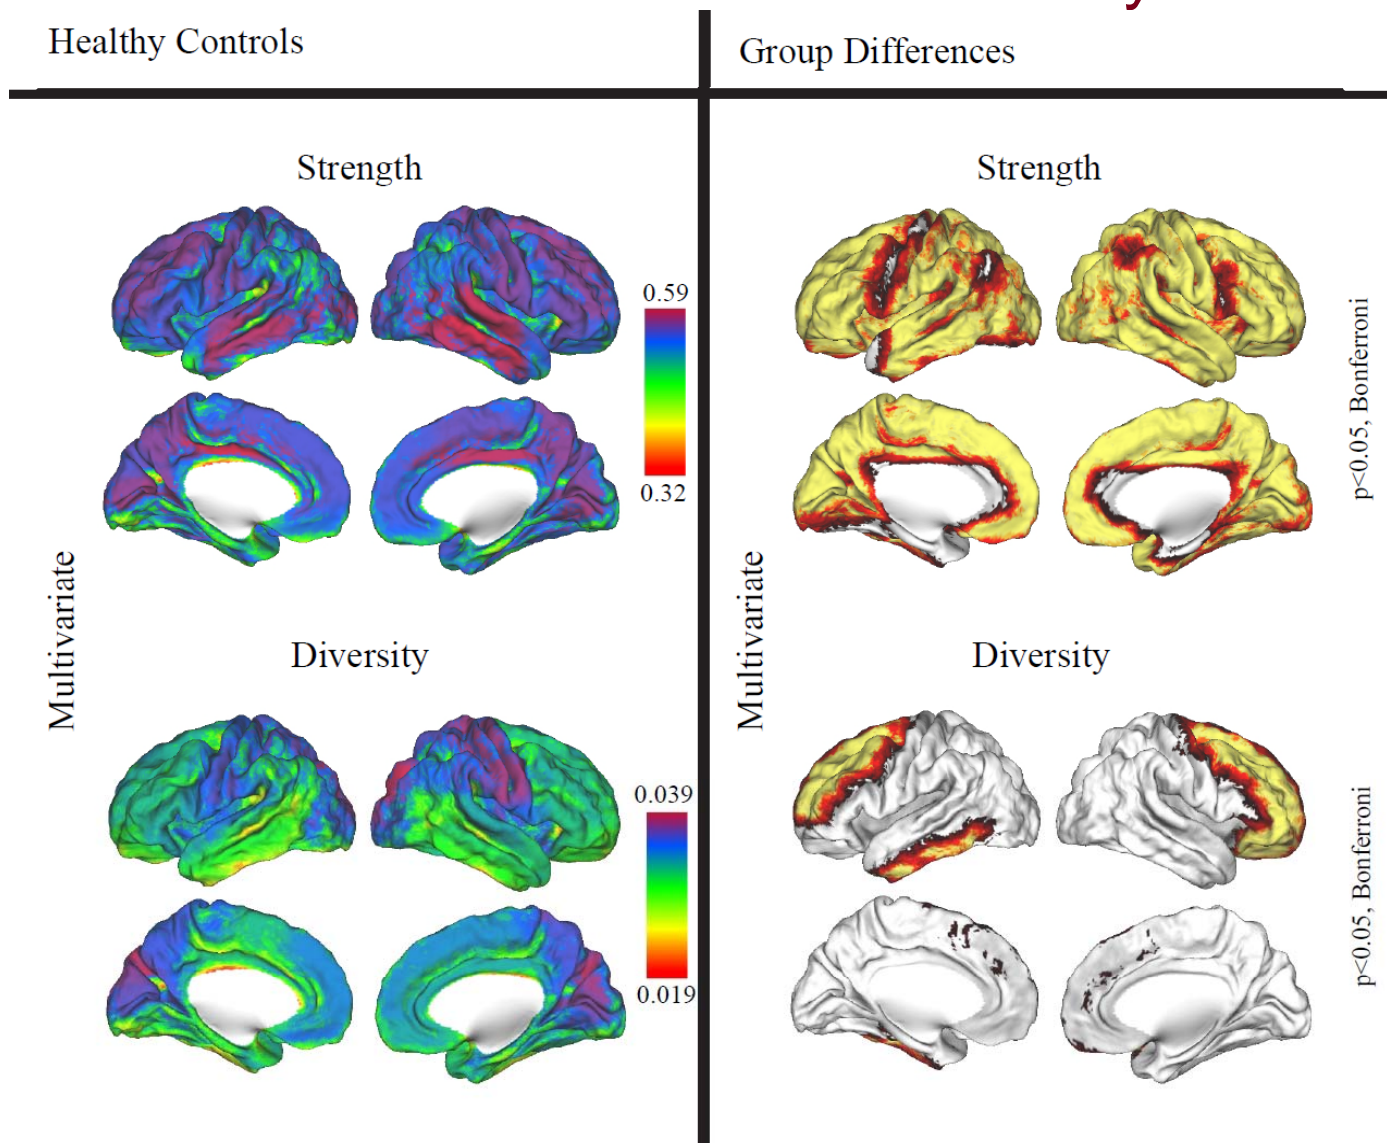 Healthy Controls
Group Differences
Strength
0.59
0.32
Diversity
0.039
0.019
Multivariate
Strength
p<0.05, Bonferroni
Diversity
p<0.05, Bonferroni
Multivariate